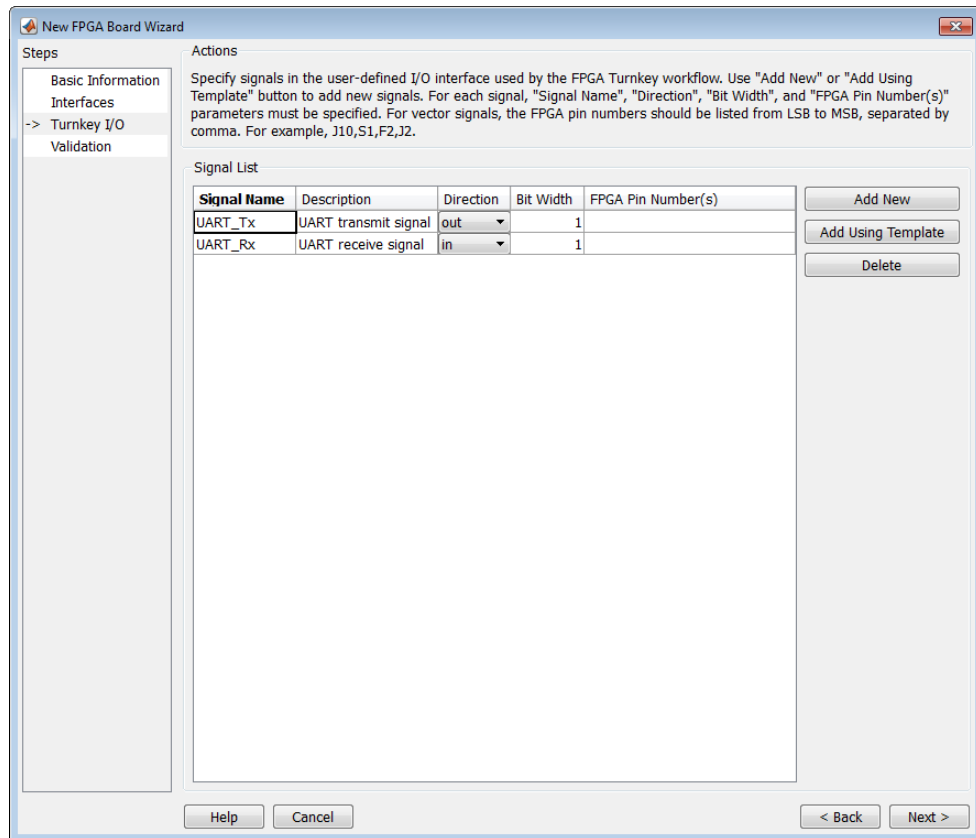 New FPGA Board Wizard
Steps
Basic Information
Interfaces
-> Turnkey I/O
Validation
Actions
Specify signals in the user-defined I/O interface used by the FPGA Turnkey workflow. Use "Add New" or "Add Using
Template" button to add new signals. For each signal, "Signal Name", "Direction", "Bit Width", and "FPGA Pin Number(s)"
parameters must be specified. For vector signals, the FPGA pin numbers should be listed from LSB to MSB, separated by
comma. For example, J10,S1,F2,J2.
Signal List
Signal Name Description Direction Bit Width FPGA Pin Number(s)
UART_Tx UART transmit signal out 1
UART_Rx UART receive signal in 1
Add New
Add Using Template
Delete
Help Cancel < Back Next >